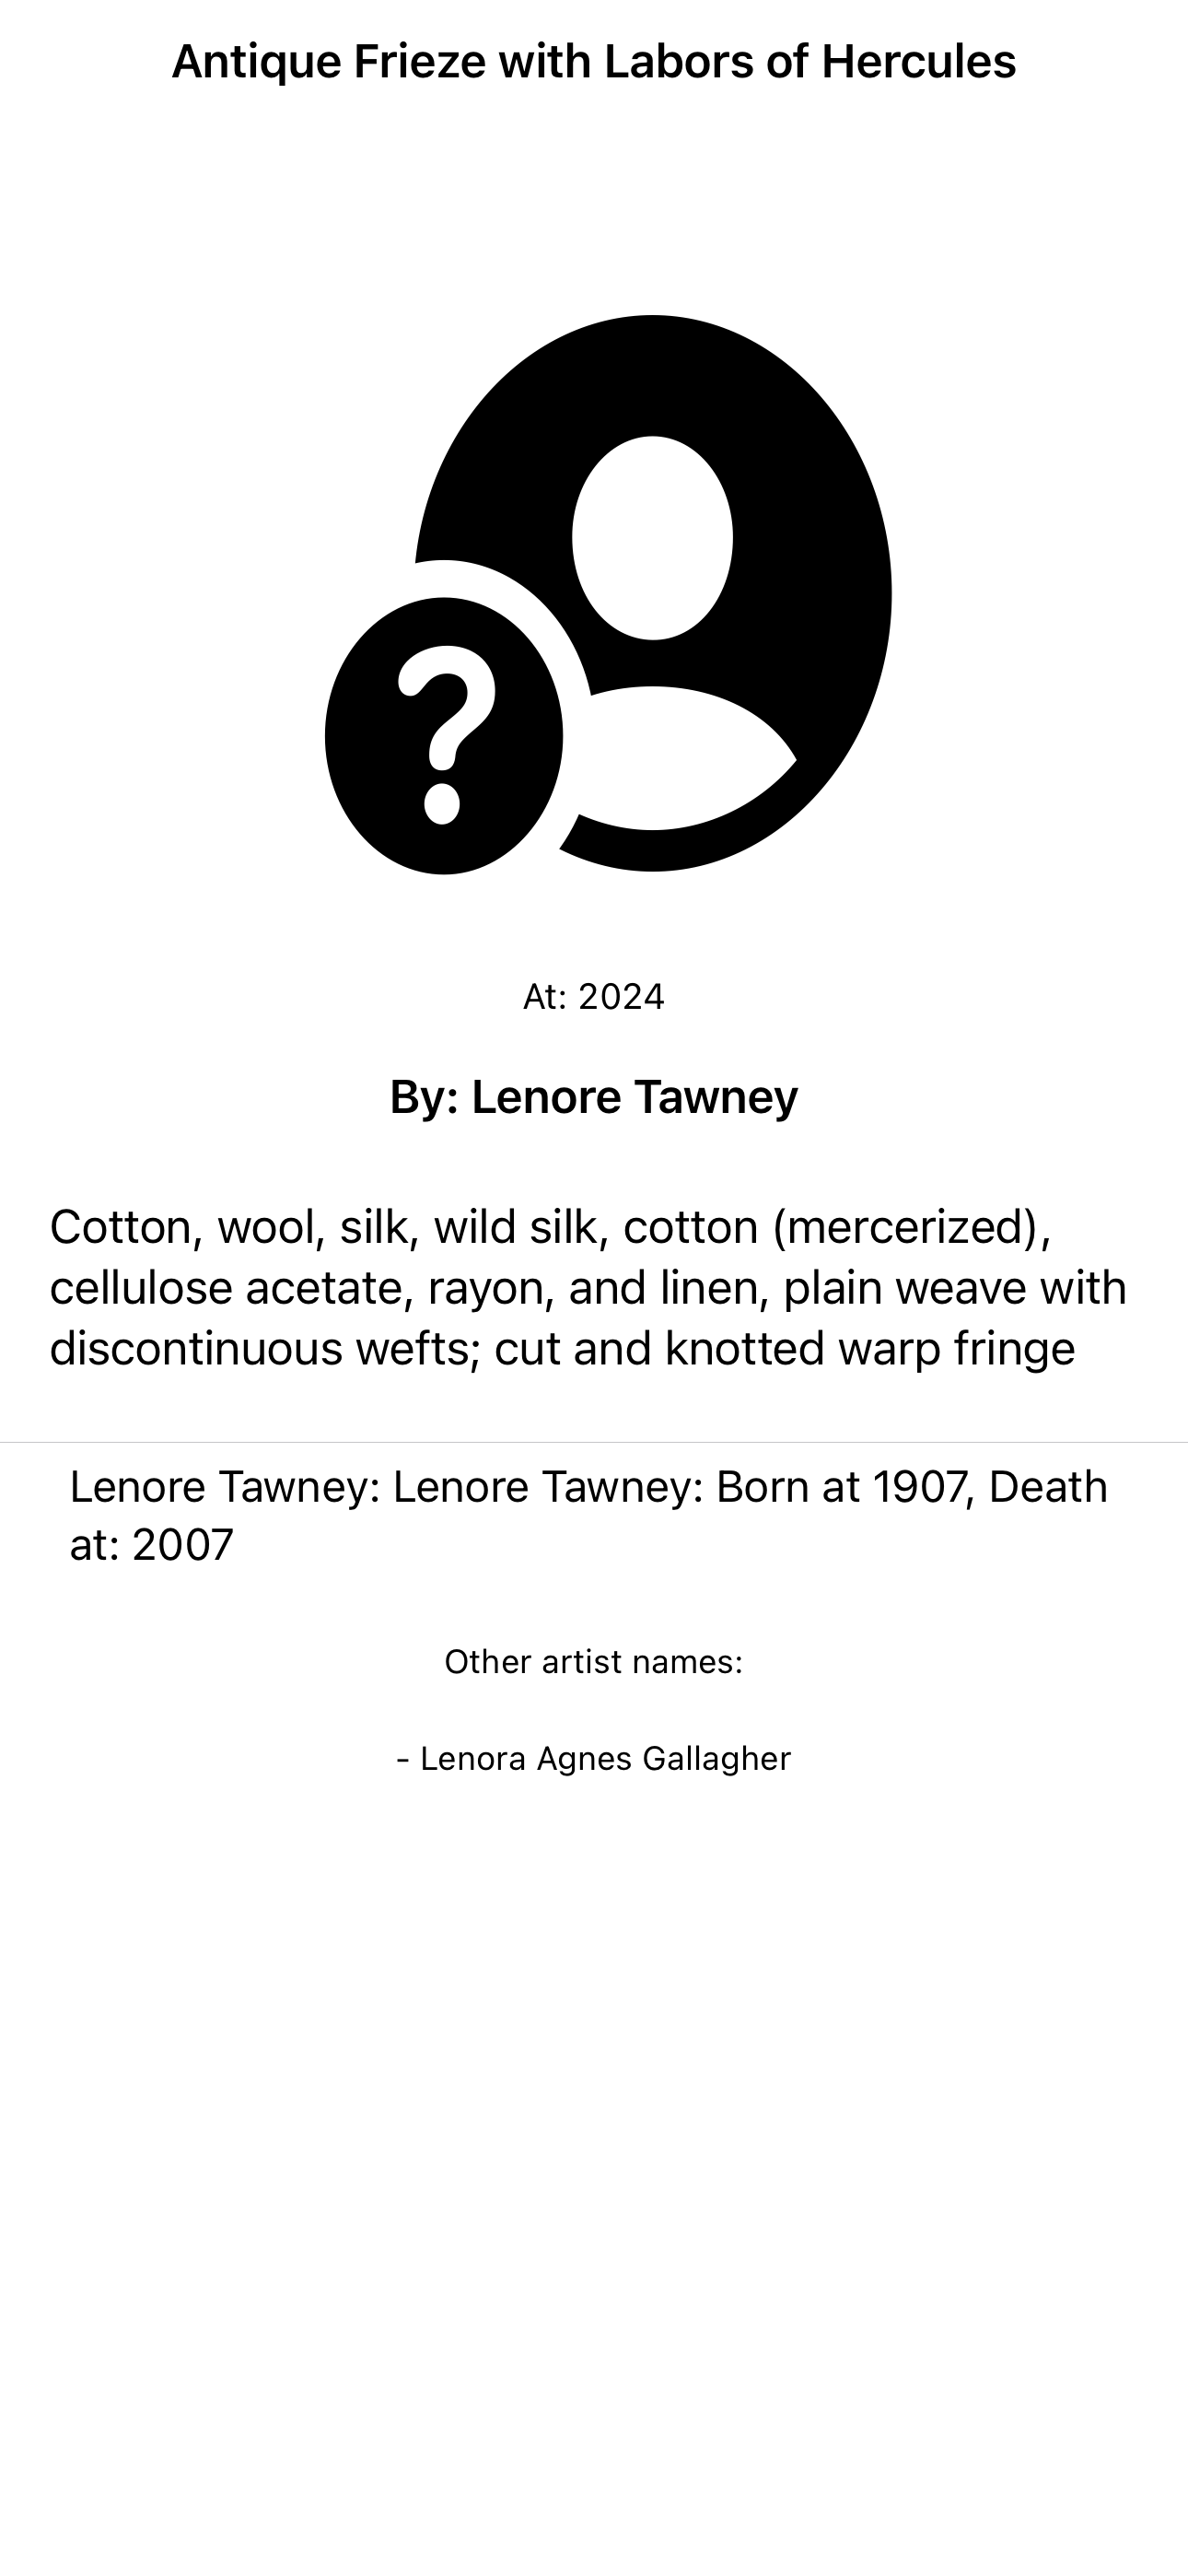 Antique Frieze with Labors of Hercules
?
At: 2024
By: Lenore Tawney
Cotton, wool, silk, wild silk, cotton (mercerized),
cellulose acetate, rayon, and linen, plain weave with
discontinuous wefts; cut and knotted warp fringe
Lenore Tawney: Lenore Tawney: Born at 1907, Death
at: 2007
Other artist names:
- Lenora Agnes Gallagher